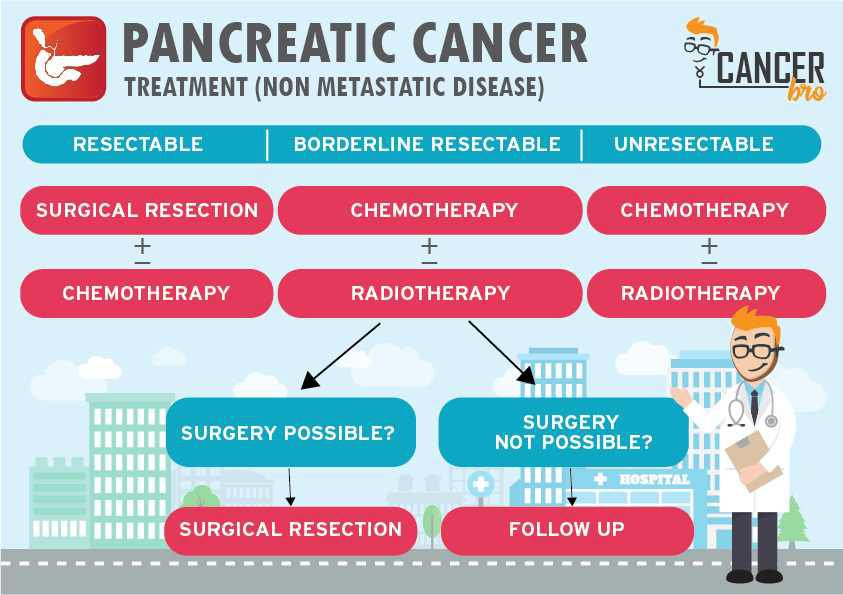 PANCREATIC CANCER
TREATMENT (NON METASTATIC DISEASE)
CANCER
bro
RESECTABLE | BORDERLINE RESECTABLE | UNRESECTABLE
SURGICAL RESECTION CHEMOTHERAPY CHEMOTHERAPY
± ± ±
CHEMOTHERAPY RADIOTHERAPY RADIOTHERAPY
SURGERY POSSIBLE?
SURGERY
NOT POSSIBLE?
HOSPITAL
SURGICAL RESECTION FOLLOW UP